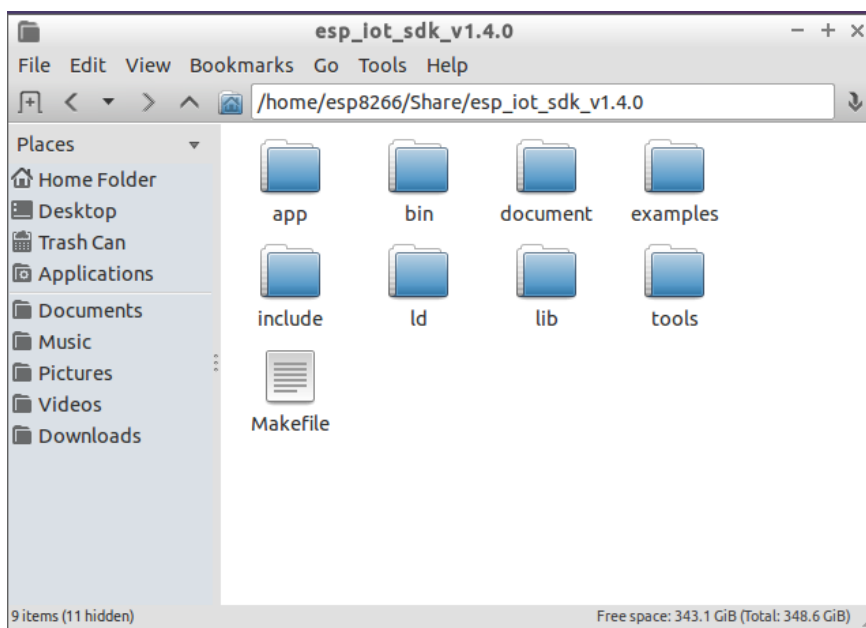 esp_iot_sdk_v1.4.0
File Edit View Bookmarks Go Tools Help
/home/esp8266/Share/esp_iot_sdk_v1.4.0
Places
Home Folder
Desktop
Trash Can
Applications
Documents
Music
Pictures
Videos
Downloads
app bin document examples
include ld lib tools
Makefile
9 items (11 hidden) Free space: 343.1 GiB (Total: 348.6 GiB)